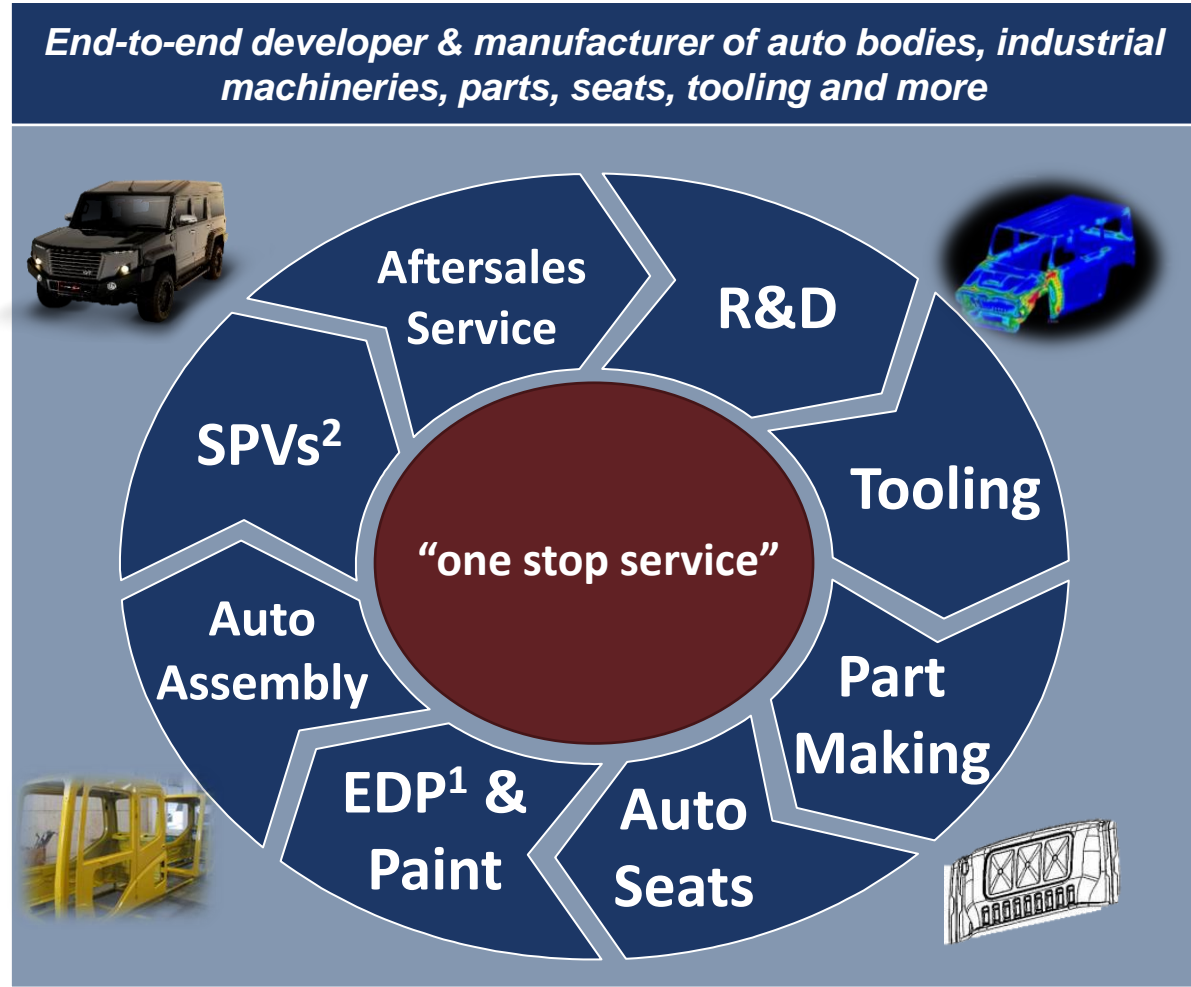 End-to-end developer & manufacturer of auto bodies, industrial
machineries, parts, seats, tooling and more
Aftersales
Service
R&D
SPVs²
Tooling
"one stop service"
Auto
Assembly
Part
Making
EDP¹ &
Paint
Auto
Seats